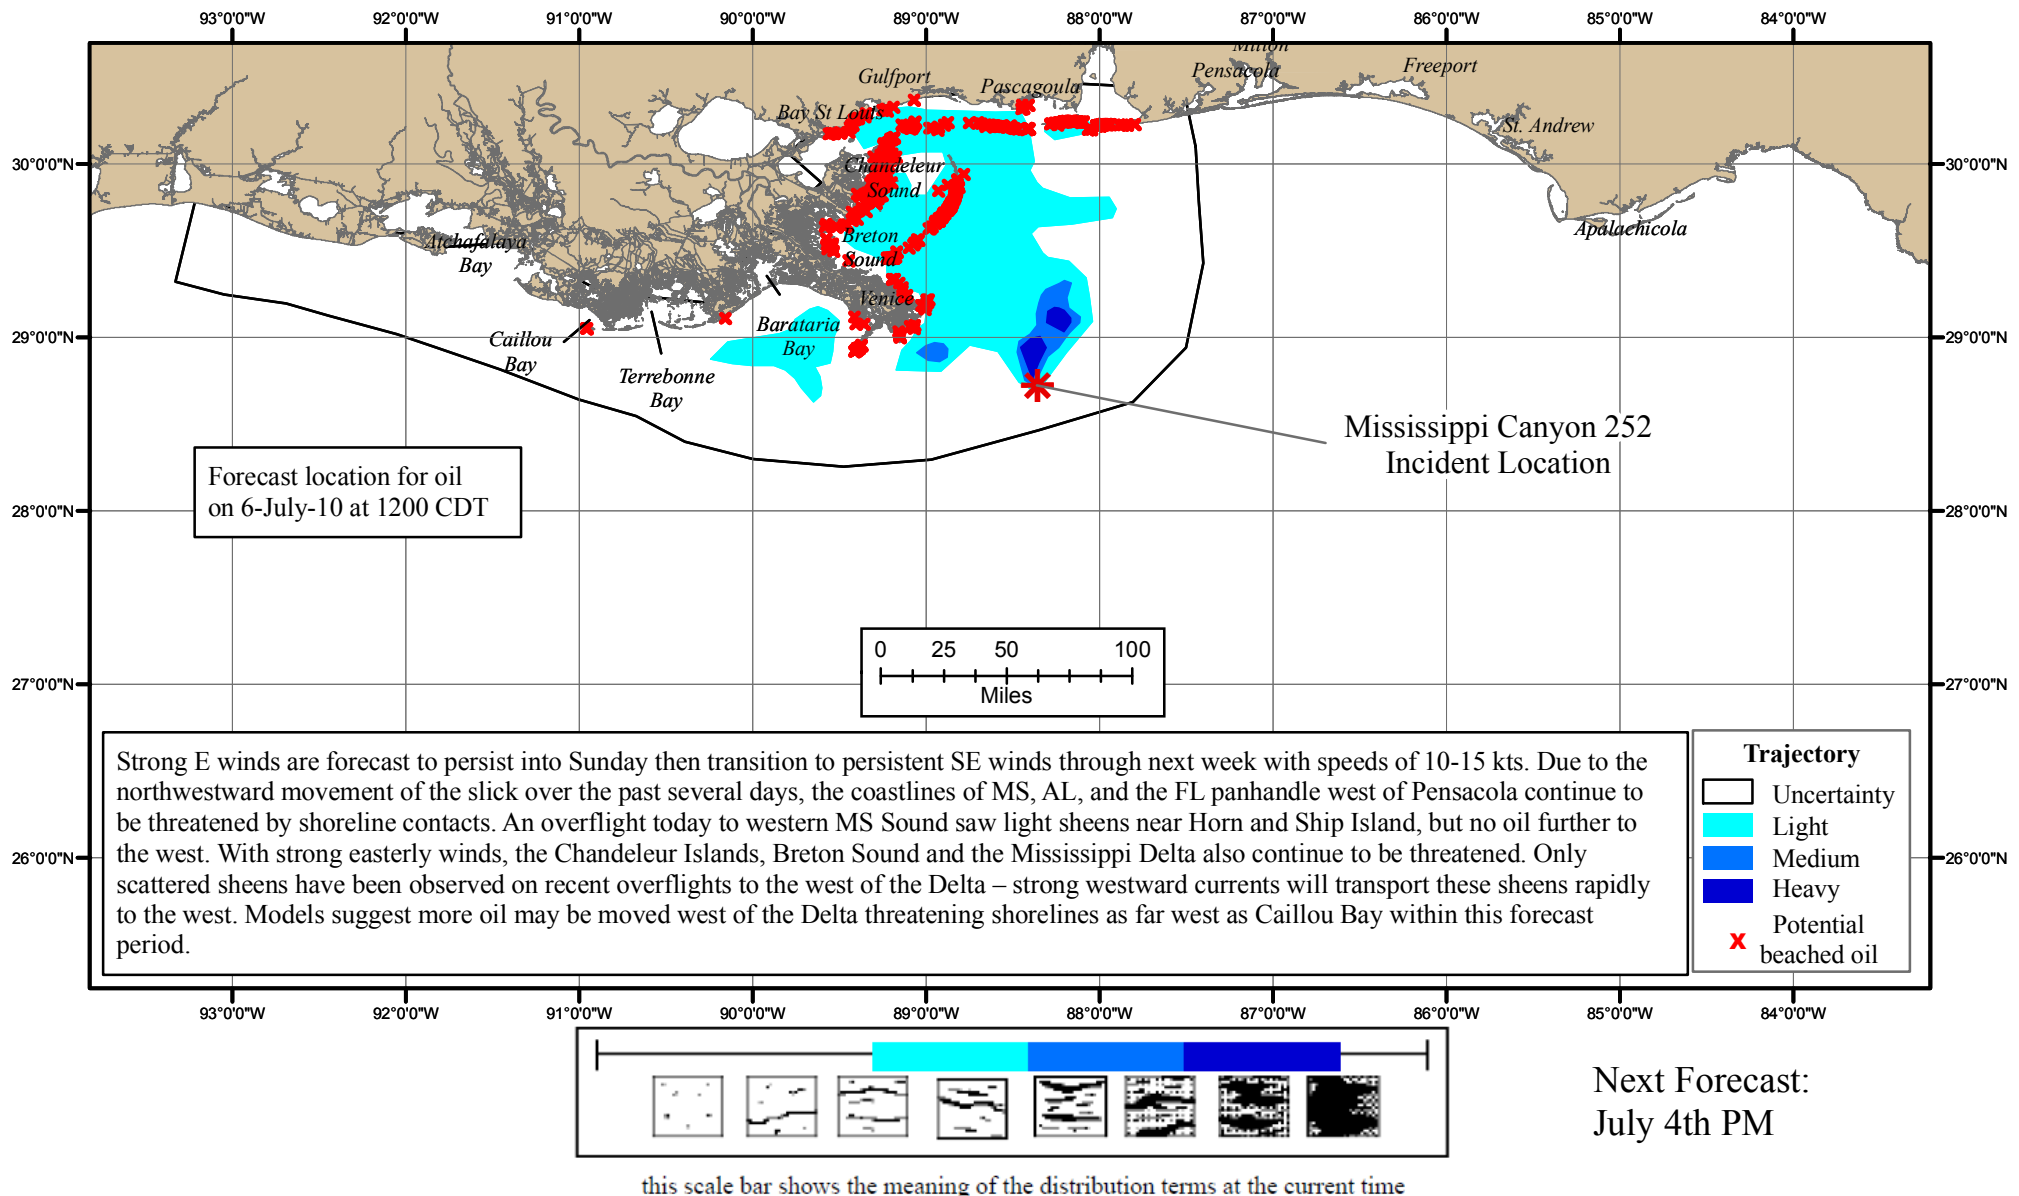 93°0'0"W
92°0'0"W
91°0'0"W
90°0'0"W
89°0'0"W
88°0'0"W
87°0'0"W
86°0'0"W
85°0'0"W
84°0'0"W
Milton
Gulfport
Pascagoula
Pensacola
Freeport
Bay St Louis
St. Andrew
30°0'0"N
30°0'0"N
Chandeleur
Sound
Apalachicola
Atchafalaya
Bay
Breton
Sound
Venice
29°0'0"N
29°0'0"N
Caillou
Bay
Barataria
Bay
Terrebonne
Bay
Mississippi Canyon 252
Incident Location
Forecast location for oil
on 6-July-10 at 1200 CDT
28°0'0"N
28°0'0"N
0 25 50 100
Miles
27°0'0"N
27°0'0"N
Strong E winds are forecast to persist into Sunday then transition to persistent SE winds through next week with speeds of 10-15 kts. Due to the
northwestward movement of the slick over the past several days, the coastlines of MS, AL, and the FL panhandle west of Pensacola continue to
be threatened by shoreline contacts. An overflight today to western MS Sound saw light sheens near Horn and Ship Island, but no oil further to
the west. With strong easterly winds, the Chandeleur Islands, Breton Sound and the Mississippi Delta also continue to be threatened. Only
scattered sheens have been observed on recent overflights to the west of the Delta – strong westward currents will transport these sheens rapidly
to the west. Models suggest more oil may be moved west of the Delta threatening shorelines as far west as Caillou Bay within this forecast
period.
26°0'0"N
26°0'0"N
Trajectory
Uncertainty
Light
Medium
Heavy
x Potential
beached oil
93°0'0"W
92°0'0"W
91°0'0"W
90°0'0"W
89°0'0"W
88°0'0"W
87°0'0"W
86°0'0"W
85°0'0"W
84°0'0"W
Next Forecast:
July 4th PM
this scale bar shows the meaning of the distribution terms at the current time